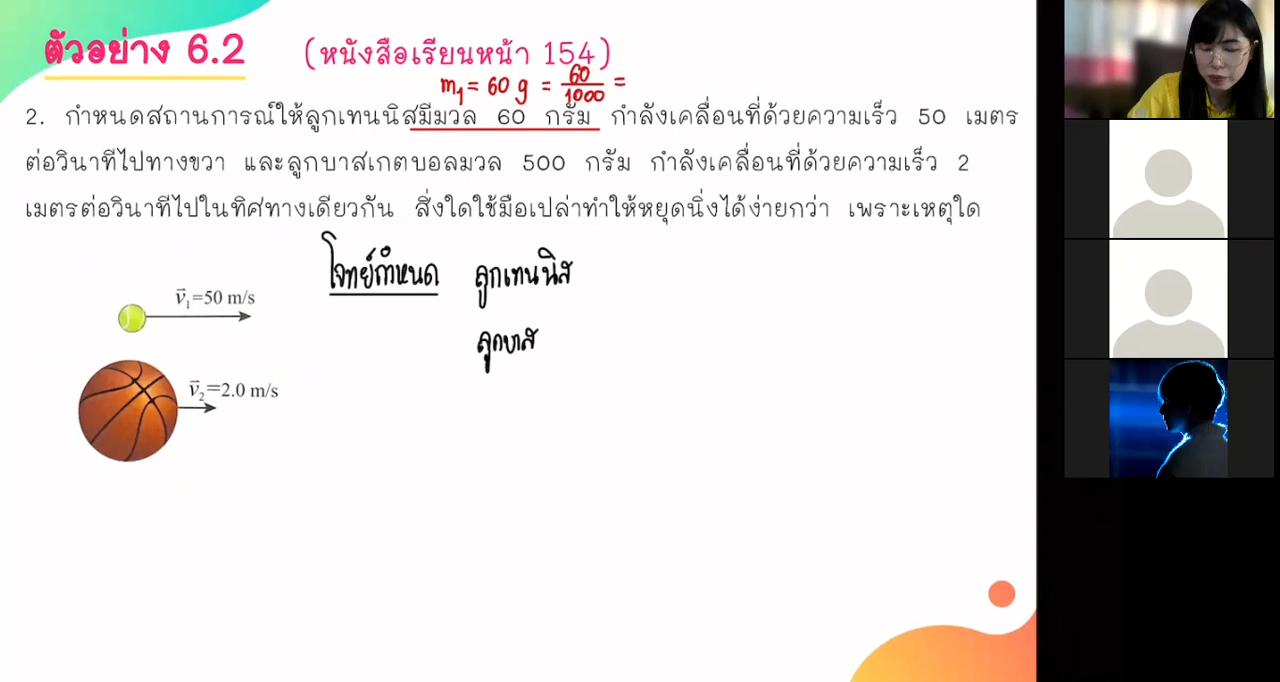 ตัวอย่าง 6.2 (หนังสือเรียนหน้า 154)
m₁ = 60 g = 60/1000 =
2. กำหนดสถานการณ์ให้ลูกเทนนิสมีมวล 60 กรัม กำลังเคลื่อนที่ด้วยความเร็ว 50 เมตร
ต่อวินาทีไปทางขวา และลูกบาสเกตบอลมวล 500 กรัม กำลังเคลื่อนที่ด้วยความเร็ว 2
เมตรต่อวินาทีไปในทิศทางเดียวกัน สิ่งใดใช้มือเปล่าทำให้หยุดนิ่งได้ง่ายกว่า เพราะเหตุใด
โจทย์กำหนด ลูกเทนนิส
v⃗₁=50 m/s
ลูกบาส
v⃗₂=2.0 m/s